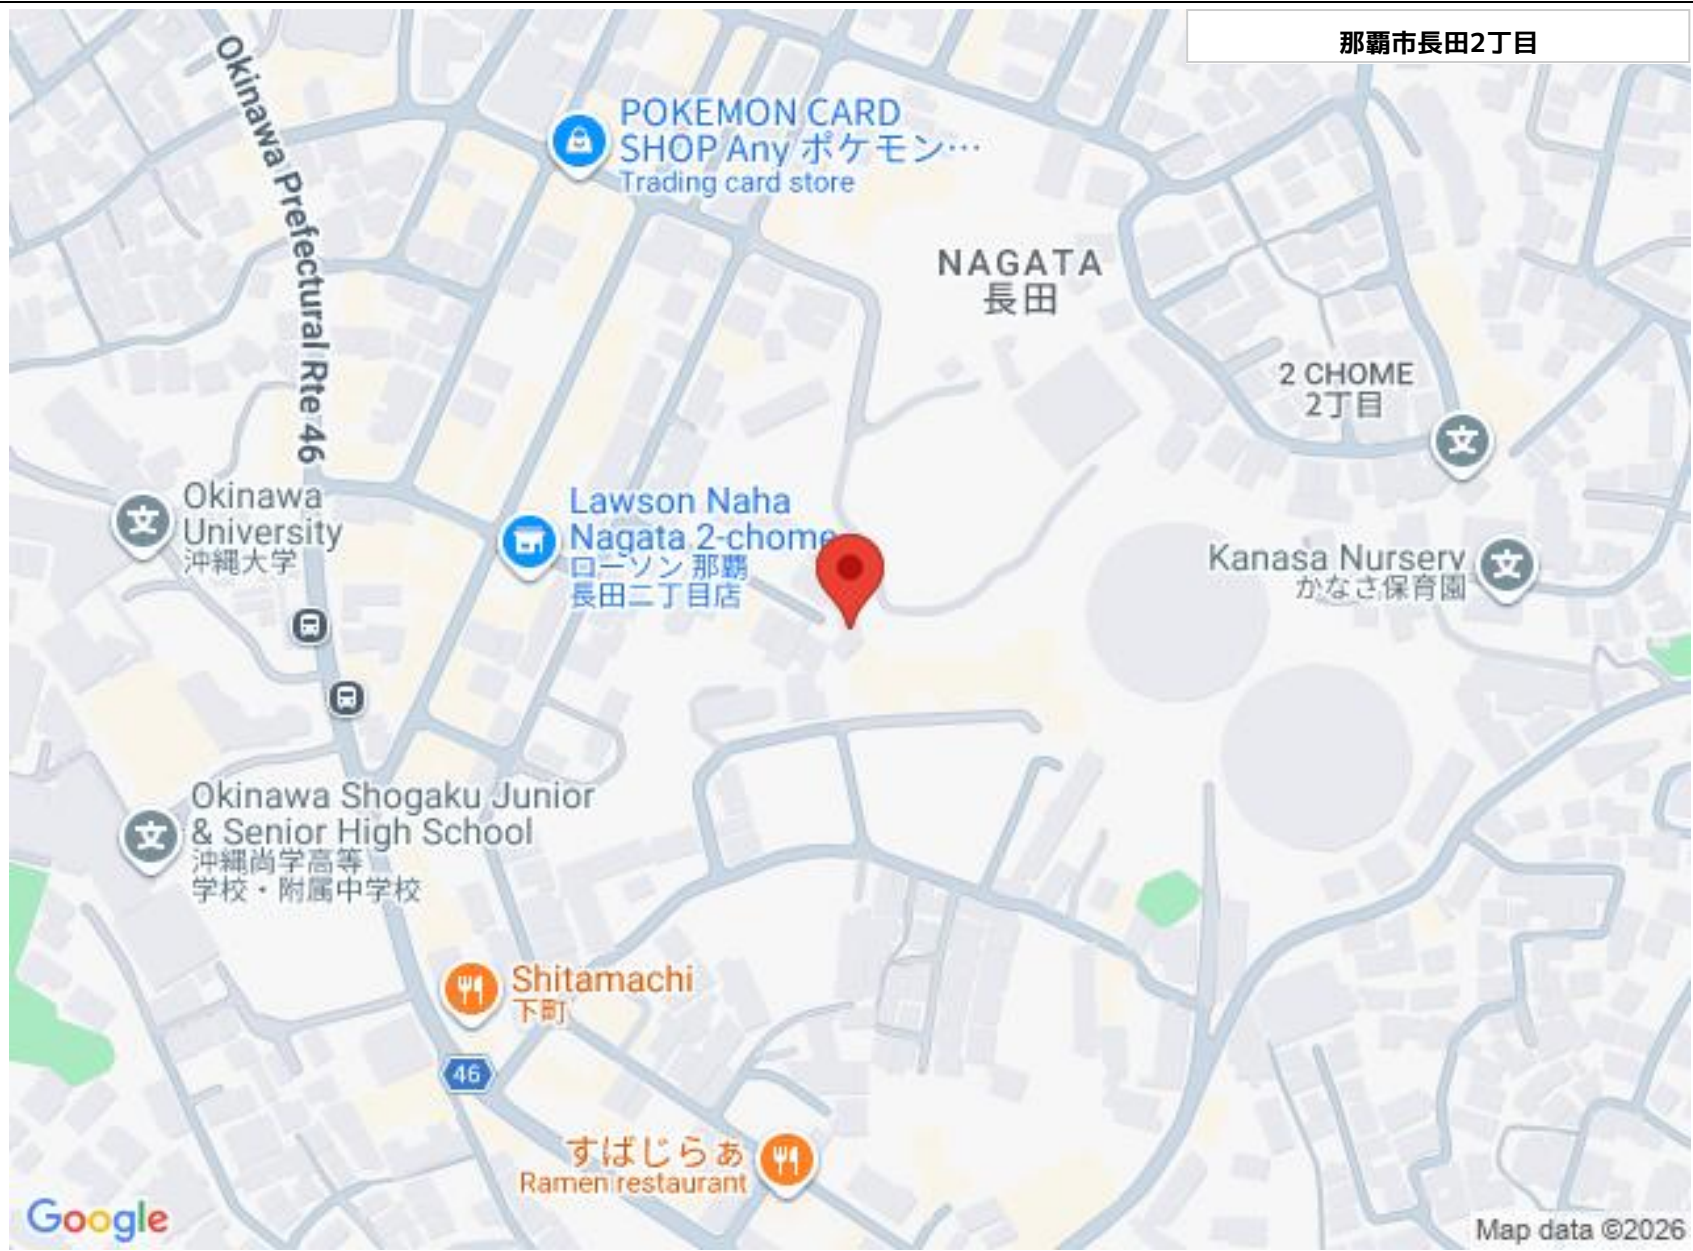 那覇市長田2丁目
Okinawa Prefectural Rte 46
POKEMON CARD
SHOP Any ポケモン…
Trading card store
NAGATA
長田
2 CHOME
2丁目
Okinawa
University
沖縄大学
Lawson Naha
Nagata 2-chome
ローソン 那覇
長田二丁目店
Kanasa Nursery
かなさ保育園
文
文
文
文
Okinawa Shogaku Junior
& Senior High School
沖縄尚学高等
学校・附属中学校
Shitamachi
下町
46
すばじらぁ
Ramen restaurant
Google
Map data ©2026